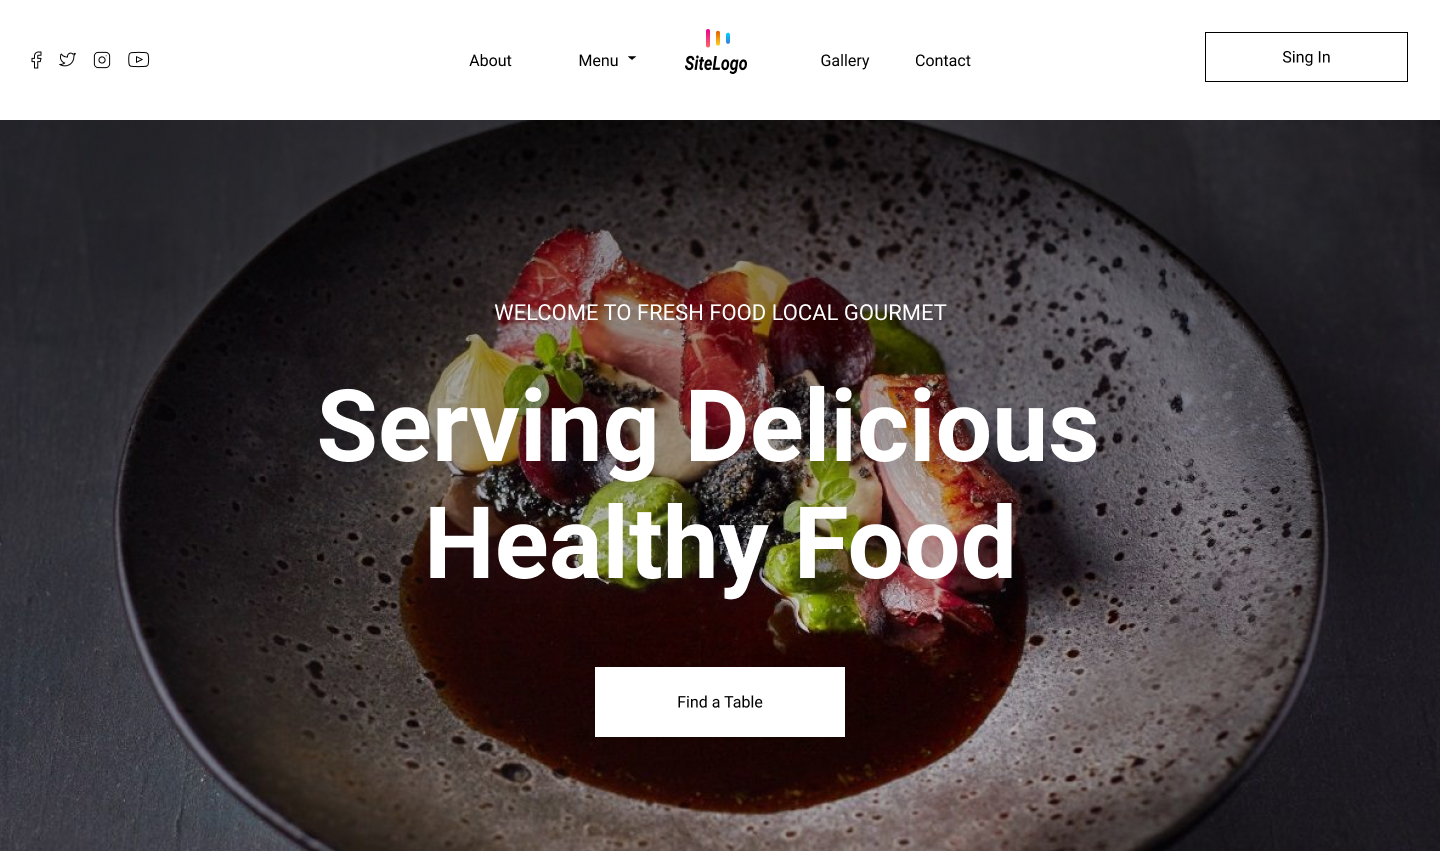 About
Menu
SiteLogo
Gallery
Contact
Sing In
WELCOME TO FRESH FOOD LOCAL GOURMET
Serving Delicious
Healthy Food
Find a Table